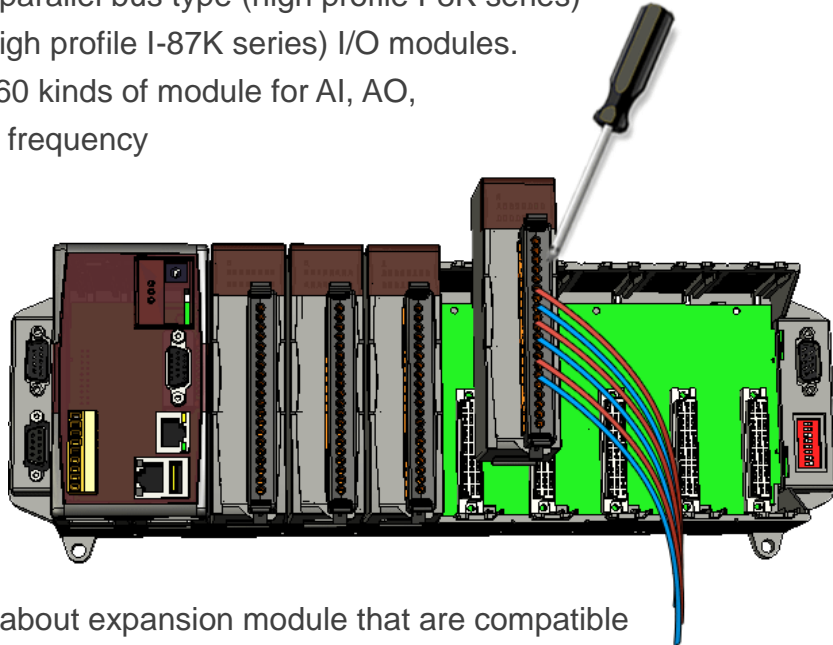 parallel bus type (high profile I-8K series)
igh profile I-87K series) I/O modules.
60 kinds of module for AI, AO,
frequency
about expansion module that are compatible